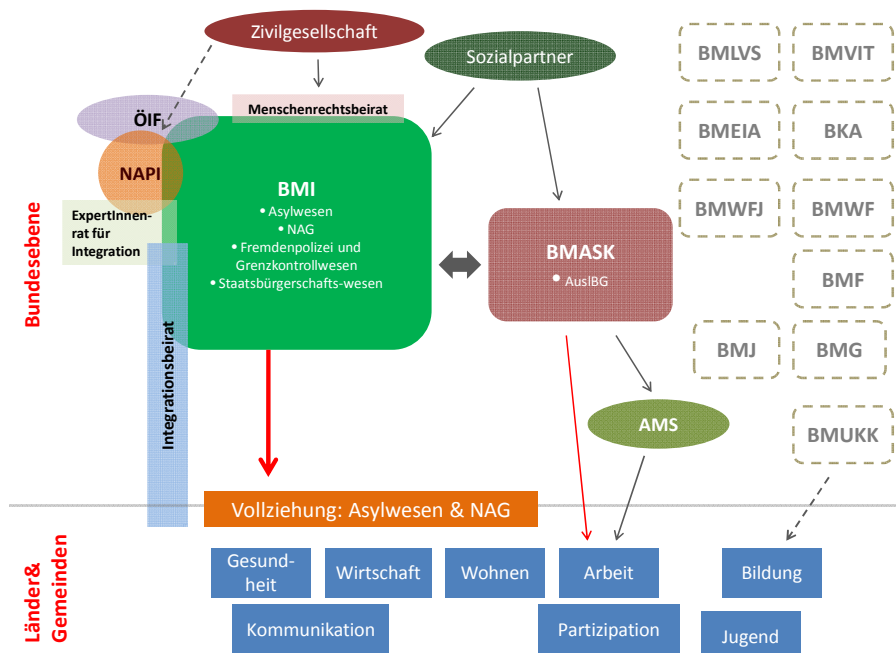 Zivilgesellschaft
Sozialpartner
BMLVS
BMVIT
Menschenrechtsbeirat
ÖIF
BMEIA
BKA
NAPI
BMI
• Asylwesen
• NAG
• Fremdenpolizei und
Grenzkontrollwesen
• Staatsbürgerschafts-wesen
ExpertInnen-
rat für
Integration
BMWFJ
BMWF
BMASK
• AuslBG
BMF
Bundesebene
Integrationsbeirat
BMJ
BMG
AMS
BMUKK
Vollziehung: Asylwesen & NAG
Länder&
Gemeinden
Gesund-
heit
Wirtschaft
Wohnen
Arbeit
Bildung
Kommunikation
Partizipation
Jugend